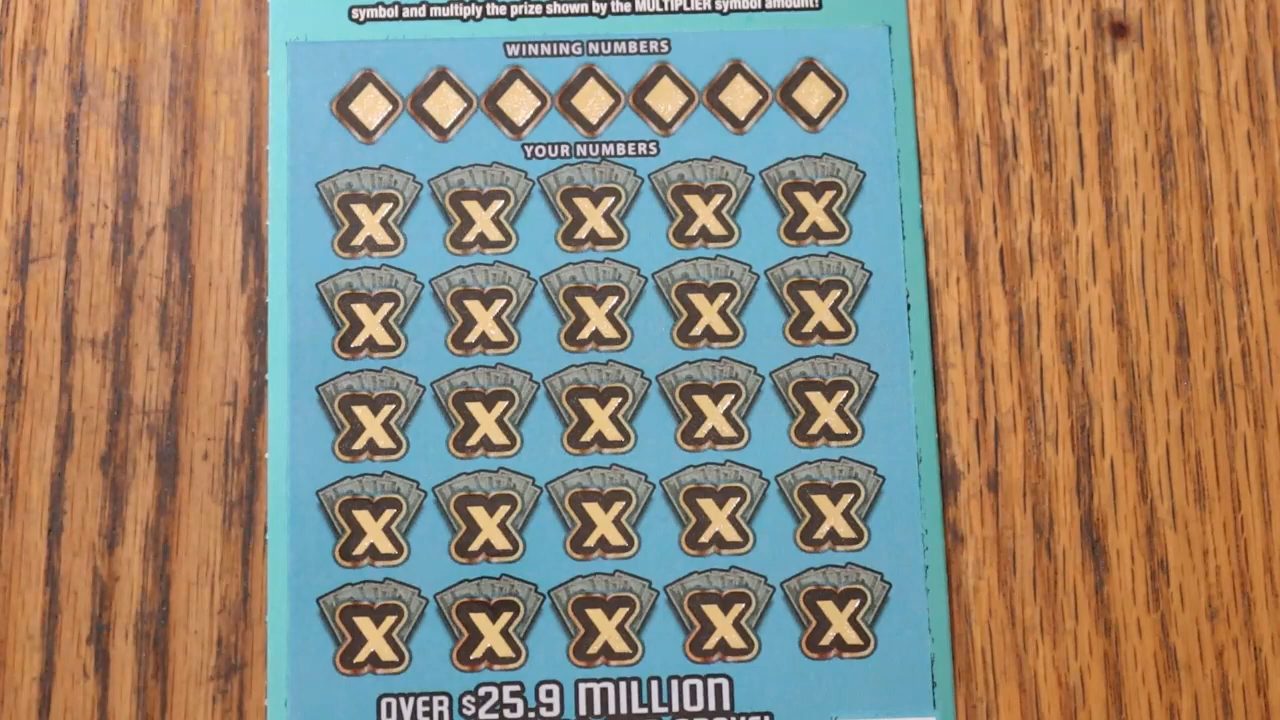 symbol and multiply the prize shown by the MULTIPLIER symbol amount!
WINNING NUMBERS
YOUR NUMBERS
X X X X X
X X X X X
X X X X X
X X X X X
X X X X X
OVER $25.9 MILLION